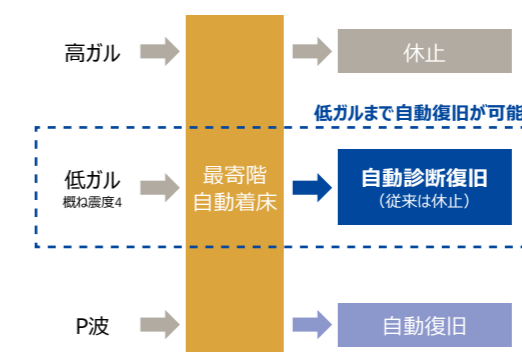 高ガル
休止
低ガルまで自動復旧が可能
低ガル
概ね震度4
最寄階
自動着床
自動診断復旧
（従来は休止）
P波
自動復旧